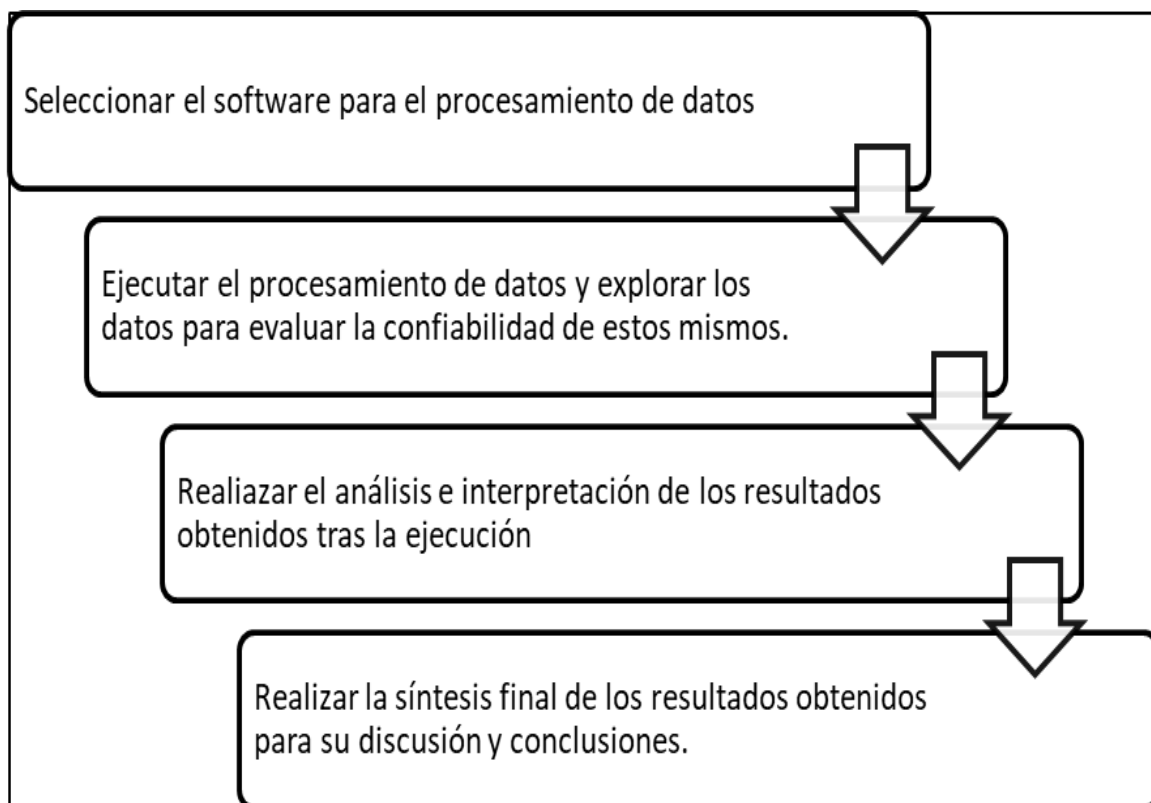 Seleccionar el software para el procesamiento de datos
Ejecutar el procesamiento de datos y explorar los
datos para evaluar la confiabilidad de estos mismos.
Realiazar el análisis e interpretación de los resultados
obtenidos tras la ejecución
Realizar la síntesis final de los resultados obtenidos
para su discusión y conclusiones.